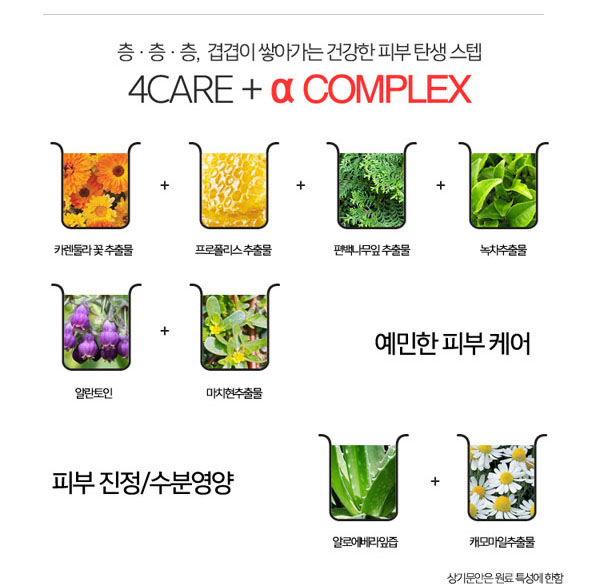 층 · 층 · 층, 겹겹이 쌓아가는 건강한 피부 탄생 스텝
4CARE + α COMPLEX
+ + +
카렌듈라 꽃 추출물 프로폴리스 추출물 편백나무잎 추출물 녹차추출물
+
예민한 피부 케어
알란토인 마치현추출물
피부 진정/수분영양
+
알로에베라잎즙 캐모마일추출물
상기문안은 원료 특성에 한함